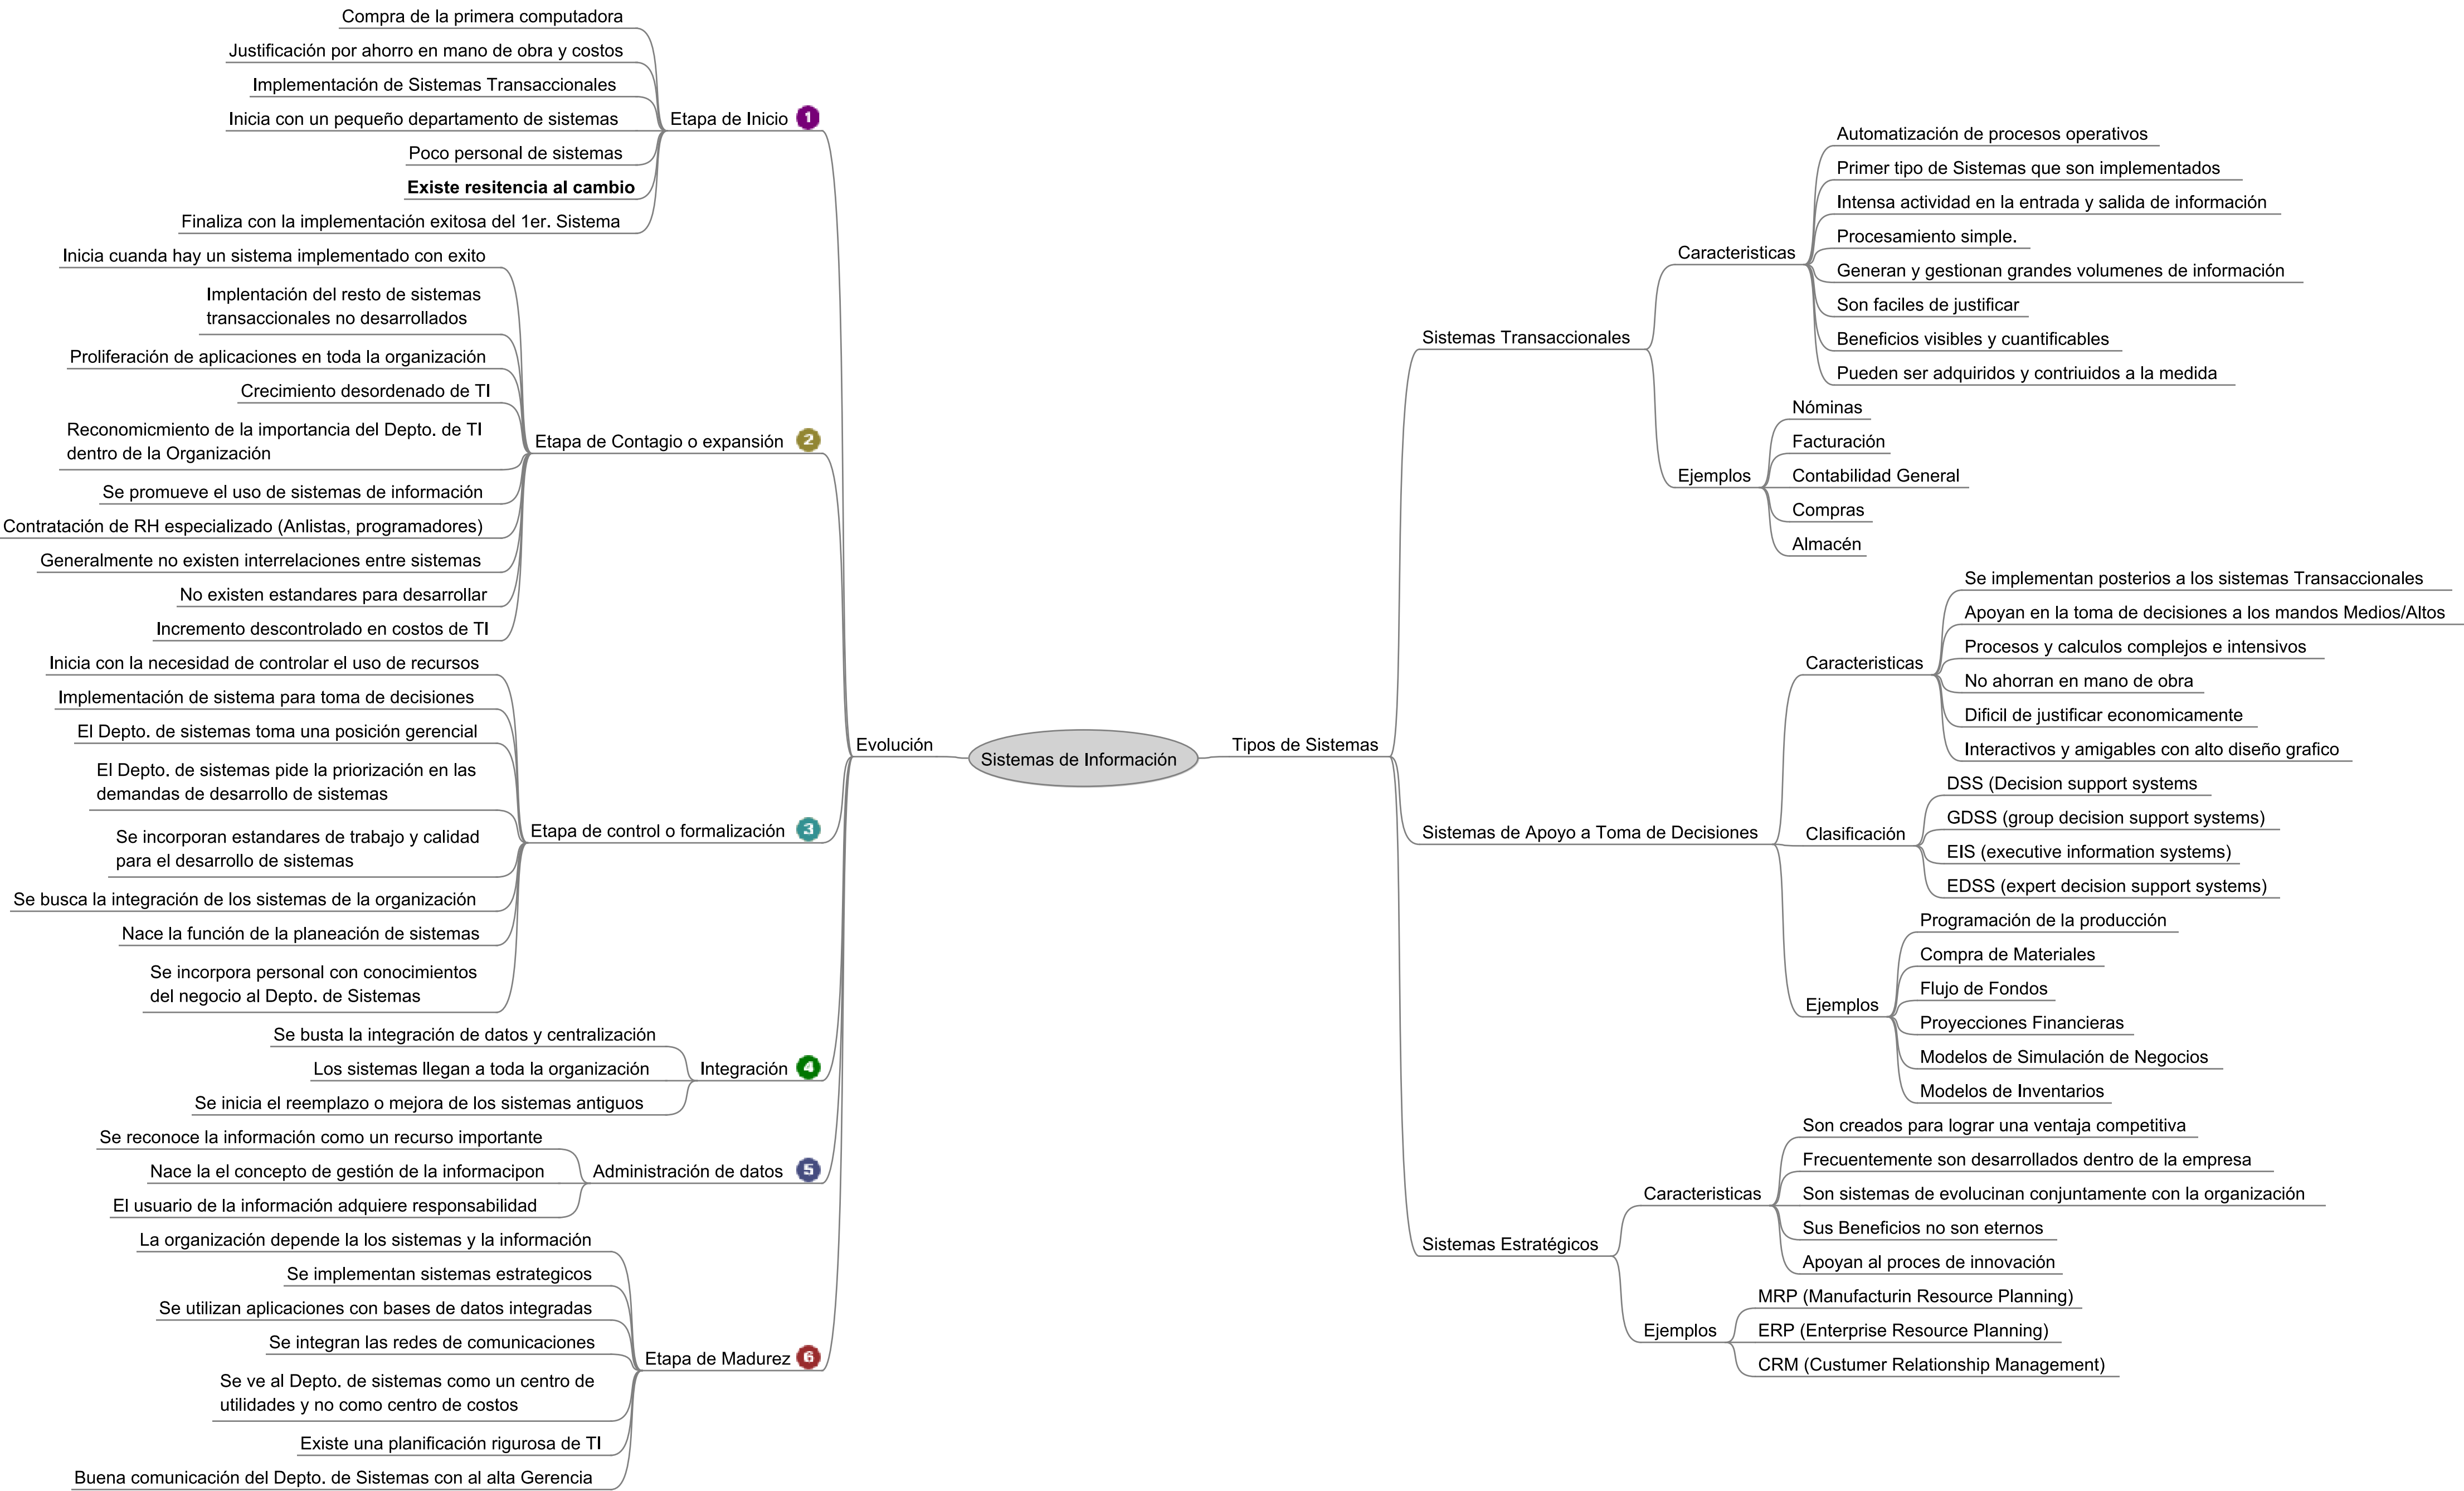 Sistemas de Información
Evolución
Etapa de Inicio
1
Compra de la primera computadora
Justificación por ahorro en mano de obra y costos
Implementación de Sistemas Transaccionales
Inicia con un pequeño departamento de sistemas
Poco personal de sistemas
Existe resitencia al cambio
Finaliza con la implementación exitosa del 1er. Sistema
Etapa de Contagio o expansión
2
Inicia cuanda hay un sistema implementado con exito
Implentación del resto de sistemas
transaccionales no desarrollados
Proliferación de aplicaciones en toda la organización
Crecimiento desordenado de TI
Reconomicmiento de la importancia del Depto. de TI
dentro de la Organización
Se promueve el uso de sistemas de información
Contratación de RH especializado (Anlistas, programadores)
Generalmente no existen interrelaciones entre sistemas
No existen estandares para desarrollar
Incremento descontrolado en costos de TI
Etapa de control o formalización
3
Inicia con la necesidad de controlar el uso de recursos
Implementación de sistema para toma de decisiones
El Depto. de sistemas toma una posición gerencial
El Depto. de sistemas pide la priorización en las
demandas de desarrollo de sistemas
Se incorporan estandares de trabajo y calidad
para el desarrollo de sistemas
Se busca la integración de los sistemas de la organización
Nace la función de la planeación de sistemas
Se incorpora personal con conocimientos
del negocio al Depto. de Sistemas
Integración
4
Se busta la integración de datos y centralización
Los sistemas llegan a toda la organización
Se inicia el reemplazo o mejora de los sistemas antiguos
Administración de datos
5
Se reconoce la información como un recurso importante
Nace la el concepto de gestión de la informacipon
El usuario de la información adquiere responsabilidad
Etapa de Madurez
6
La organización depende la los sistemas y la información
Se implementan sistemas estrategicos
Se utilizan aplicaciones con bases de datos integradas
Se integran las redes de comunicaciones
Se ve al Depto. de sistemas como un centro de
utilidades y no como centro de costos
Existe una planificación rigurosa de TI
Buena comunicación del Depto. de Sistemas con al alta Gerencia
Tipos de Sistemas
Sistemas Transaccionales
Caracteristicas
Automatización de procesos operativos
Primer tipo de Sistemas que son implementados
Intensa actividad en la entrada y salida de información
Procesamiento simple.
Generan y gestionan grandes volumenes de información
Son faciles de justificar
Beneficios visibles y cuantificables
Pueden ser adquiridos y contriuidos a la medida
Ejemplos
Nóminas
Facturación
Contabilidad General
Compras
Almacén
Sistemas de Apoyo a Toma de Decisiones
Caracteristicas
Se implementan posterios a los sistemas Transaccionales
Apoyan en la toma de decisiones a los mandos Medios/Altos
Procesos y calculos complejos e intensivos
No ahorran en mano de obra
Dificil de justificar economicamente
Interactivos y amigables con alto diseño grafico
Clasificación
DSS (Decision support systems
GDSS (group decision support systems)
EIS (executive information systems)
EDSS (expert decision support systems)
Ejemplos
Programación de la producción
Compra de Materiales
Flujo de Fondos
Proyecciones Financieras
Modelos de Simulación de Negocios
Modelos de Inventarios
Sistemas Estratégicos
Caracteristicas
Son creados para lograr una ventaja competitiva
Frecuentemente son desarrollados dentro de la empresa
Son sistemas de evolucinan conjuntamente con la organización
Sus Beneficios no son eternos
Apoyan al proces de innovación
Ejemplos
MRP (Manufacturin Resource Planning)
ERP (Enterprise Resource Planning)
CRM (Custumer Relationship Management)